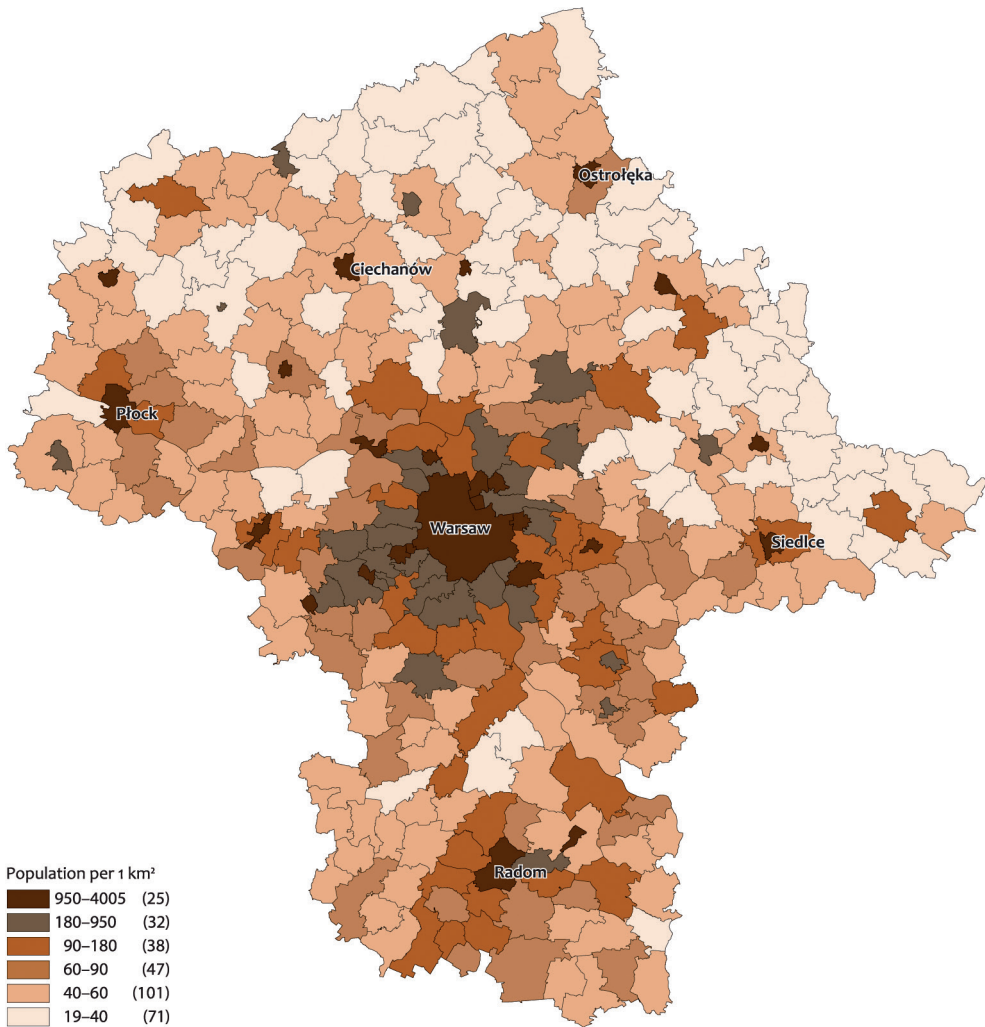 Ostrołęka
Ciechanów
Płock
Warsaw
Siedlce
Radom
Population per 1 km²
950–4005 (25)
180–950 (32)
90–180 (38)
60–90 (47)
40–60 (101)
19–40 (71)